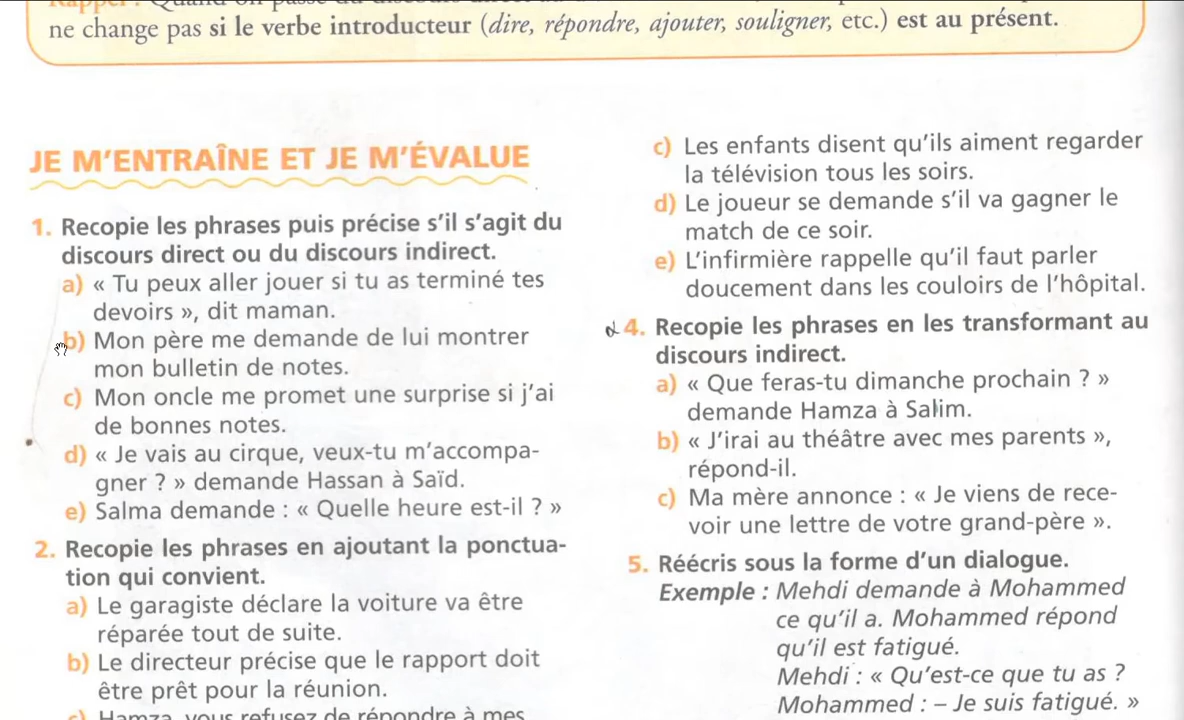 ne change pas si le verbe introducteur (dire, répondre, ajouter, souligner, etc.) est au présent.
JE M'ENTRAÎNE ET JE M'ÉVALUE
1. Recopie les phrases puis précise s'il s'agit du
discours direct ou du discours indirect.
a) « Tu peux aller jouer si tu as terminé tes
devoirs », dit maman.
b) Mon père me demande de lui montrer
mon bulletin de notes.
c) Mon oncle me promet une surprise si j'ai
de bonnes notes.
d) « Je vais au cirque, veux-tu m'accompa-
gner ? » demande Hassan à Saïd.
e) Salma demande : « Quelle heure est-il ? »
2. Recopie les phrases en ajoutant la ponctua-
tion qui convient.
a) Le garagiste déclare la voiture va être
réparée tout de suite.
b) Le directeur précise que le rapport doit
être prêt pour la réunion.
c) Hamza, vous refusez de répondre à mes
c) Les enfants disent qu'ils aiment regarder
la télévision tous les soirs.
d) Le joueur se demande s'il va gagner le
match de ce soir.
e) L'infirmière rappelle qu'il faut parler
doucement dans les couloirs de l'hôpital.
4. Recopie les phrases en les transformant au
discours indirect.
a) « Que feras-tu dimanche prochain ? »
demande Hamza à Salim.
b) « J'irai au théâtre avec mes parents »,
répond-il.
c) Ma mère annonce : « Je viens de rece-
voir une lettre de votre grand-père ».
5. Réécris sous la forme d'un dialogue.
Exemple : Mehdi demande à Mohammed
ce qu'il a. Mohammed répond
qu'il est fatigué.
Mehdi : « Qu'est-ce que tu as ?
Mohammed : – Je suis fatigué. »